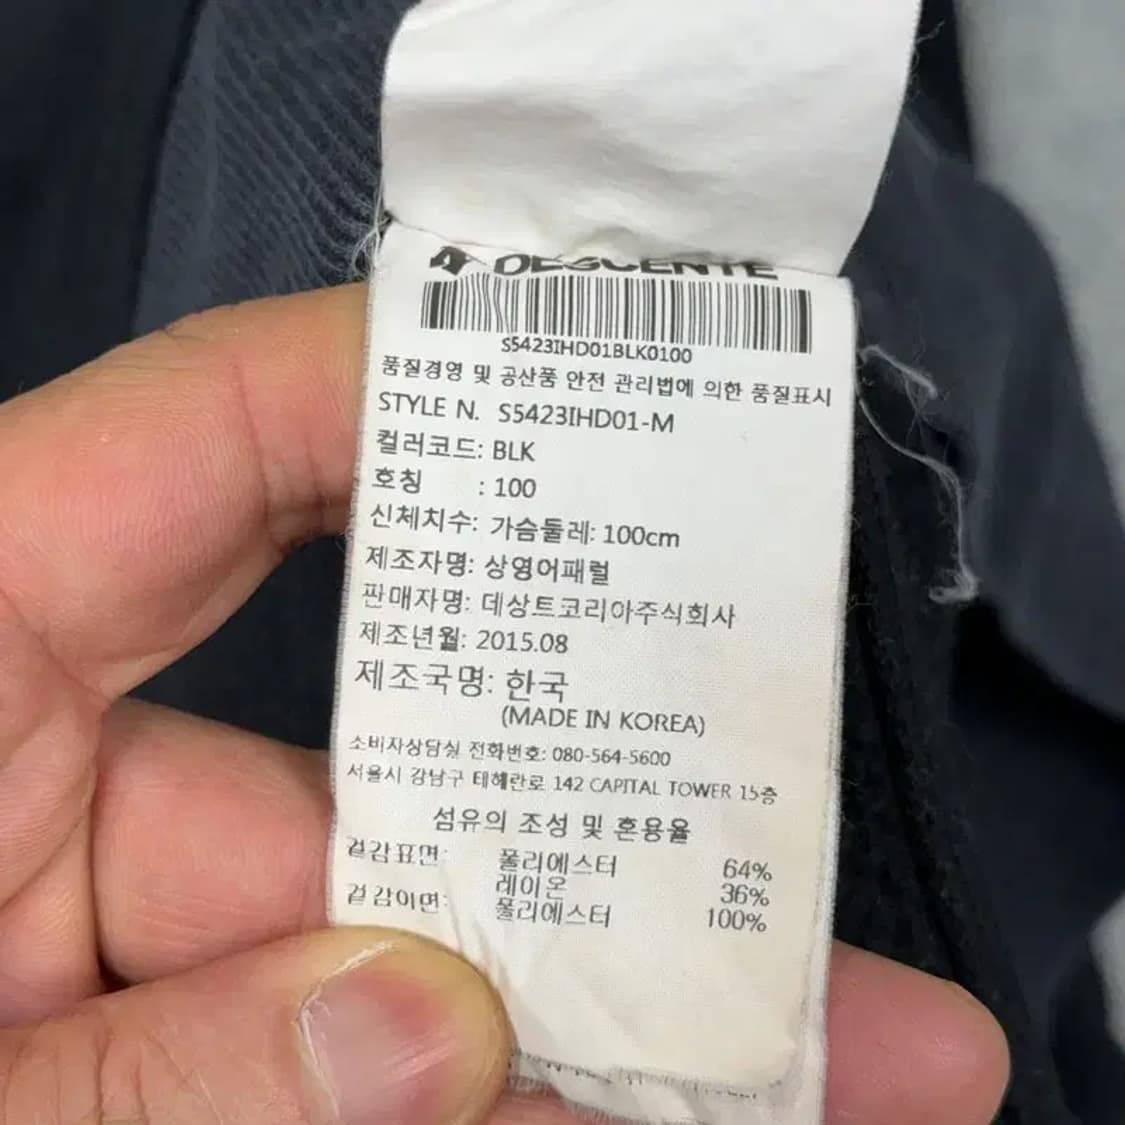 DESCENTE
S5423IHD01BLK0100
품질경영 및 공산품 안전 관리법에 의한 품질표시
STYLE N. S5423IHD01-M
컬러코드: BLK
호칭 : 100
신체치수: 가슴둘레: 100cm
제조자명: 상영어패럴
판매자명: 데상트코리아주식회사
제조년월: 2015.08
제조국명: 한국
(MADE IN KOREA)
소비자상담실 전화번호: 080-564-5600
서울시 강남구 테헤란로 142 CAPITAL TOWER 15층
섬유의 조성 및 혼용율
겉감표면: 폴리에스터 64%
레이온 36%
겉감이면: 폴리에스터 100%